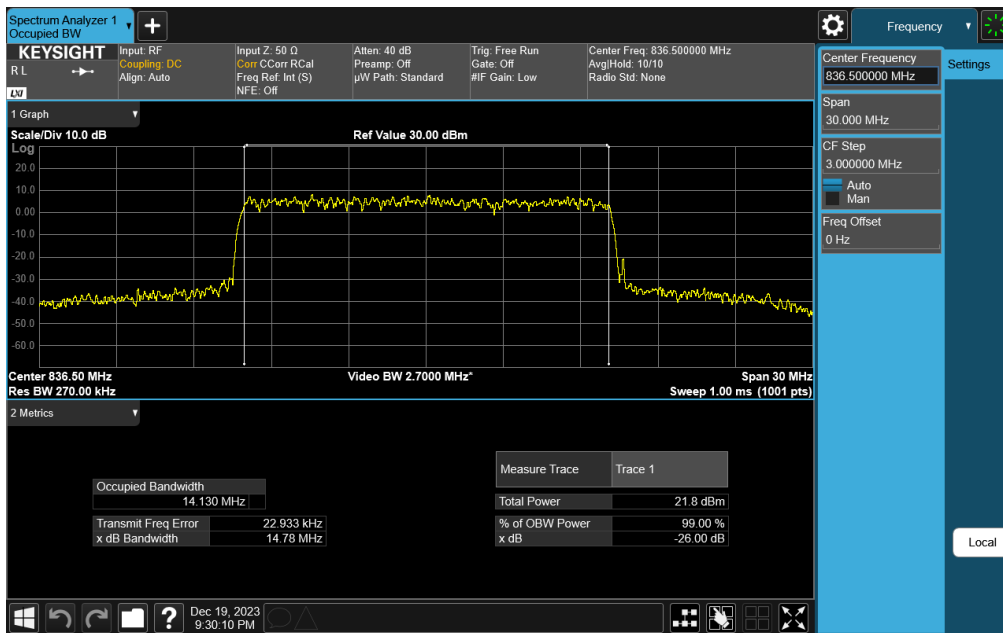 Spectrum Analyzer 1
Occupied BW
Frequency
KEYSIGHT
R L
LXI
Input: RF
Coupling: DC
Align: Auto
Input Z: 50 Ω
Corr CCorr RCal
Freq Ref: Int (S)
NFE: Off
Atten: 40 dB
Preamp: Off
µW Path: Standard
Trig: Free Run
Gate: Off
#IF Gain: Low
Center Freq: 836.500000 MHz
Avg|Hold: 10/10
Radio Std: None
Center Frequency
836.500000 MHz
Settings
Span
30.000 MHz
CF Step
3.000000 MHz
Auto
Man
Freq Offset
0 Hz
1 Graph
Scale/Div 10.0 dB
Ref Value 30.00 dBm
Log
20.0
10.0
0.00
-10.0
-20.0
-30.0
-40.0
-50.0
-60.0
Center 836.50 MHz
Video BW 2.7000 MHz*
Span 30 MHz
Res BW 270.00 kHz
Sweep 1.00 ms (1001 pts)
2 Metrics
Occupied Bandwidth
14.130 MHz
Transmit Freq Error 22.933 kHz
x dB Bandwidth 14.78 MHz
Measure Trace Trace 1
Total Power 21.8 dBm
% of OBW Power 99.00 %
x dB -26.00 dB
Local
?
Dec 19, 2023
9:30:10 PM